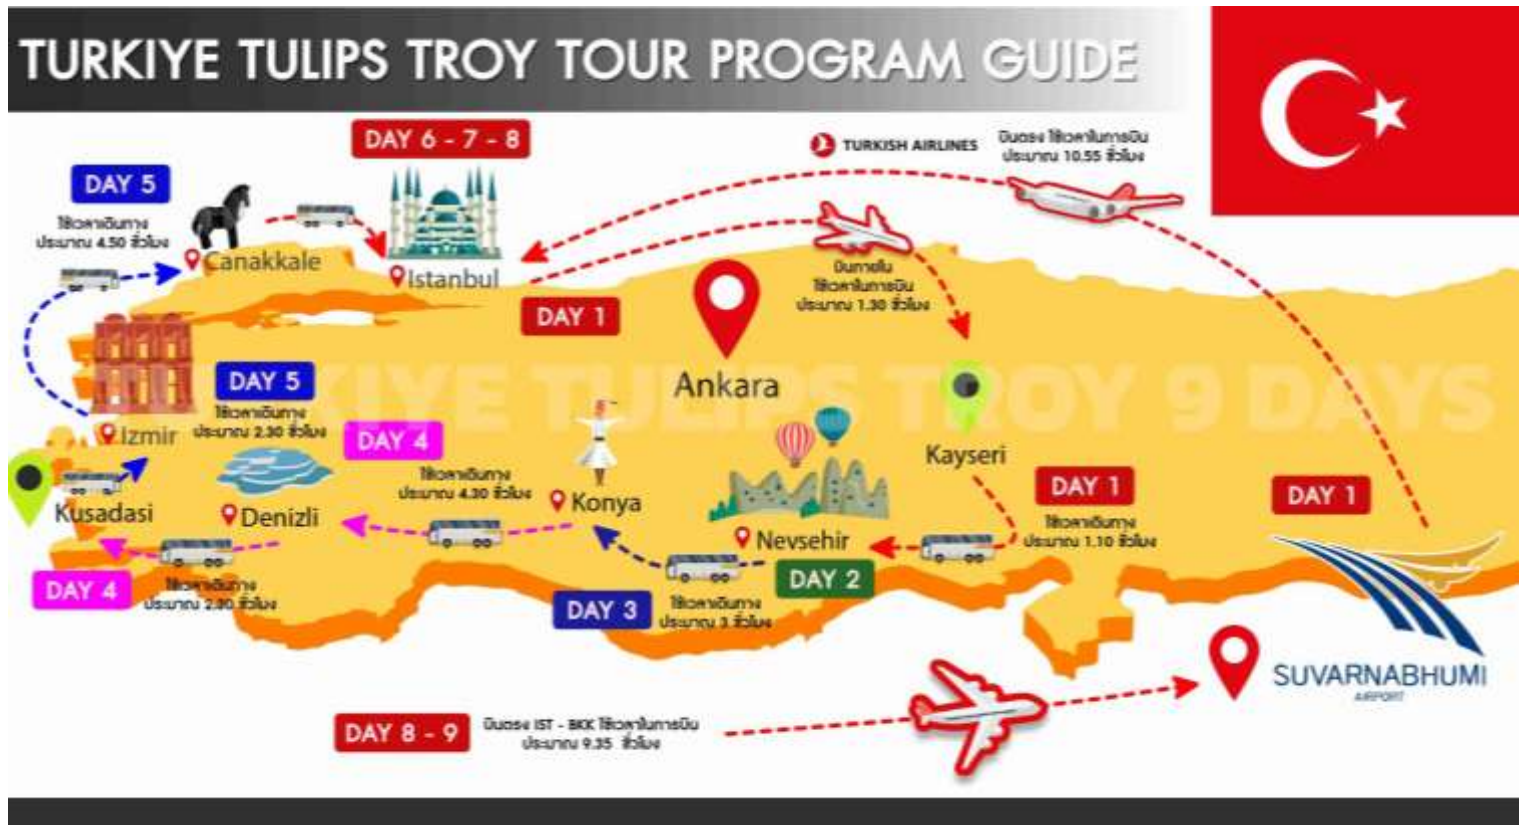 TURKIYE TULIPS TROY TOUR PROGRAM GUIDE
DAY 6 - 7 - 8
TURKISH AIRLINES
บินตรง ใช้เวลาในการบิน
ประมาณ 10.55 ชั่วโมง
DAY 5
ใช้เวลาเดินทาง
ประมาณ 4.50 ชั่วโมง
Canakkale
Istanbul
บินภายใน
ใช้เวลาในการบิน
ประมาณ 1.30 ชั่วโมง
DAY 1
Ankara
TURKIYE TULIPS TROY 9 DAYS
DAY 5
ใช้เวลาเดินทาง
ประมาณ 2.30 ชั่วโมง
Izmir
DAY 4
ใช้เวลาเดินทาง
ประมาณ 4.30 ชั่วโมง
Kayseri
Konya
Kusadasi
Denizli
Nevsehir
DAY 1
ใช้เวลาเดินทาง
ประมาณ 1.10 ชั่วโมง
DAY 1
DAY 4
ใช้เวลาเดินทาง
ประมาณ ชั่วโมง
DAY 3
ใช้เวลาเดินทาง
ประมาณ 3 ชั่วโมง
DAY 2
SUVARNABHUMI
AIRPORT
DAY 8 - 9
บินตรง IST - BKK ใช้เวลาในการบิน
ประมาณ 9.35 ชั่วโมง